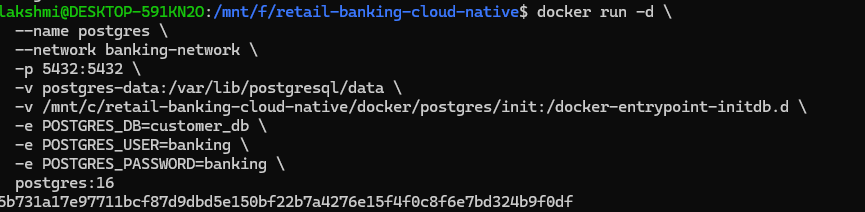 lakshmi@DESKTOP-591KN2O:/mnt/f/retail-banking-cloud-native$ docker run -d \
  --name postgres \
  --network banking-network \
  -p 5432:5432 \
  -v postgres-data:/var/lib/postgresql/data \
  -v /mnt/c/retail-banking-cloud-native/docker/postgres/init:/docker-entrypoint-initdb.d \
  -e POSTGRES_DB=customer_db \
  -e POSTGRES_USER=banking \
  -e POSTGRES_PASSWORD=banking \
  postgres:16
5b731a17e97711bcf87d9dbd5e150bf22b7a4276e15f4f0c8f6e7bd324b9f0df